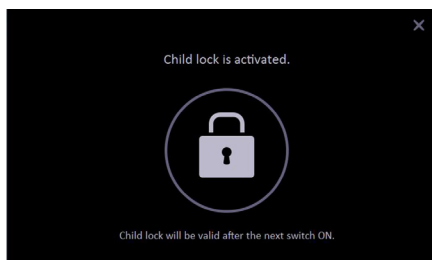 Child lock is activated.
Child lock will be valid after the next switch ON.